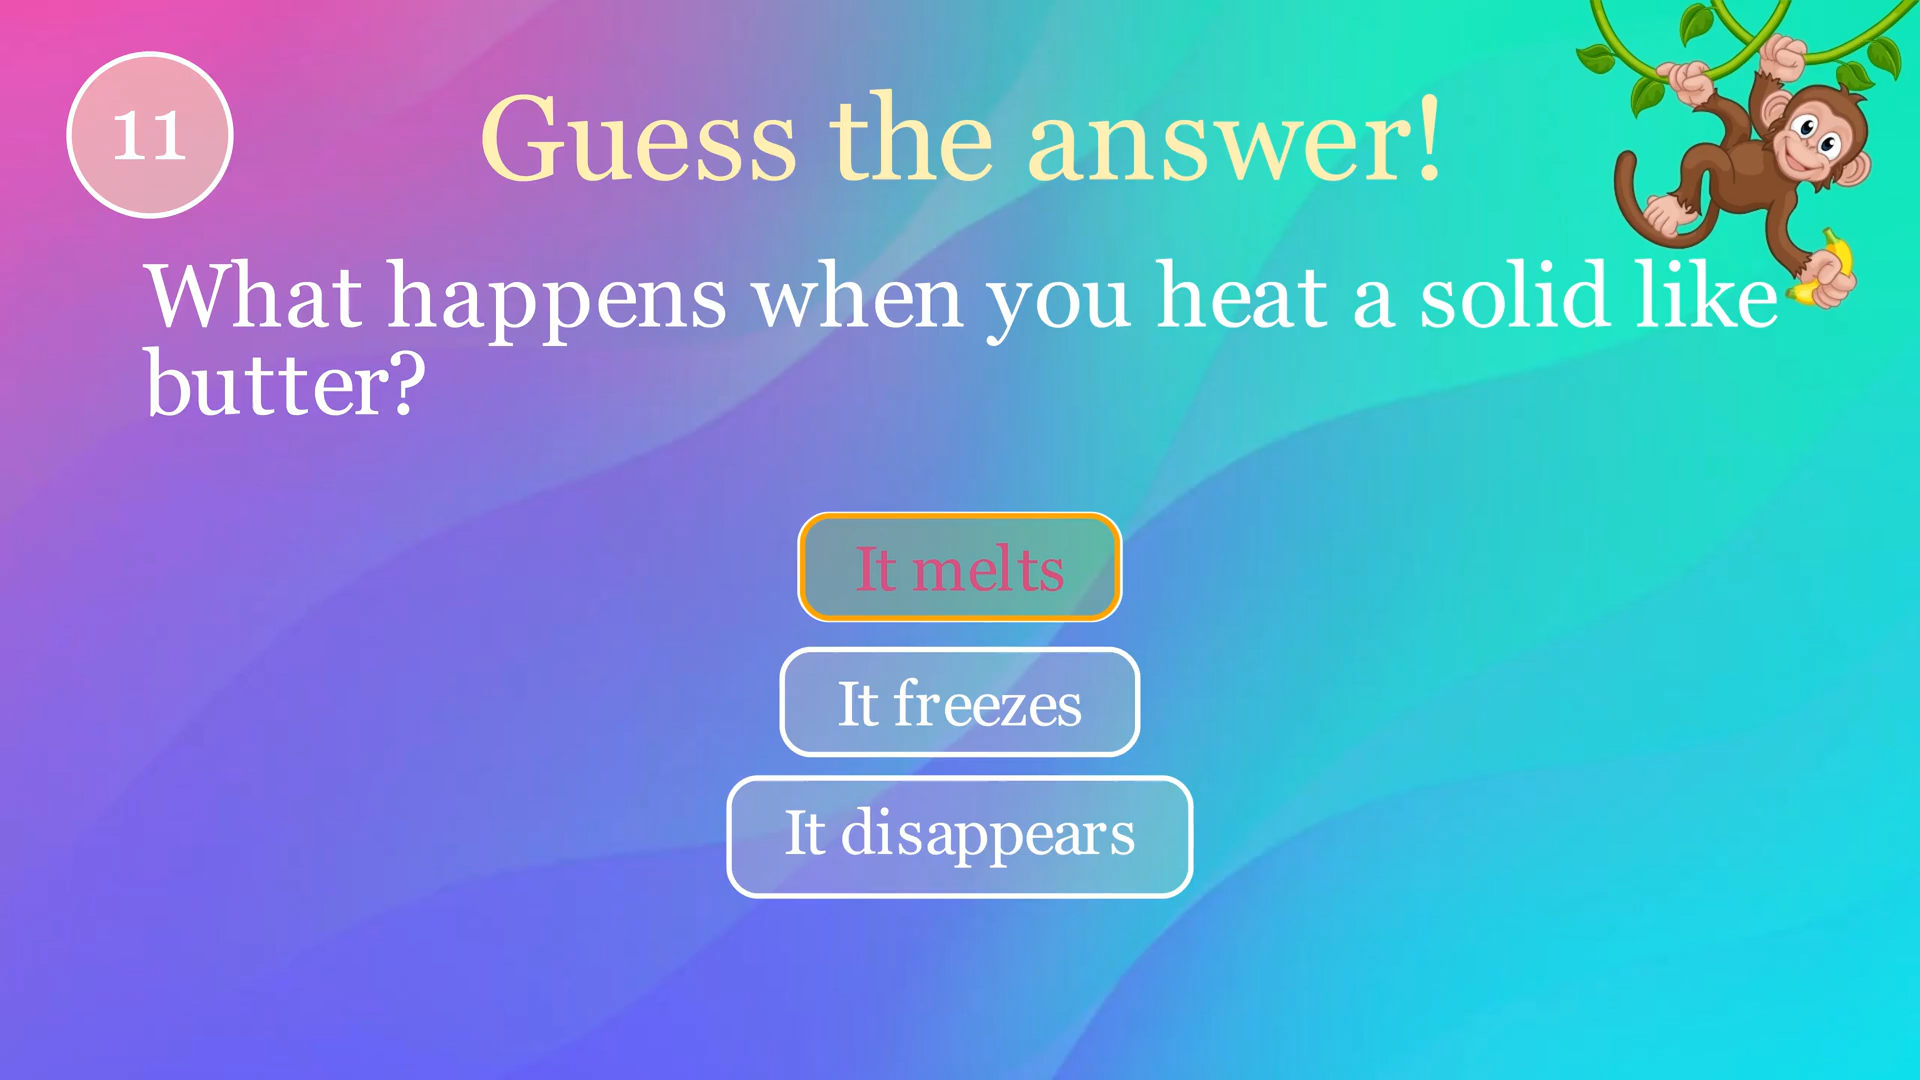 11
Guess the answer!
What happens when you heat a solid like
butter?
It melts
It freezes
It disappears